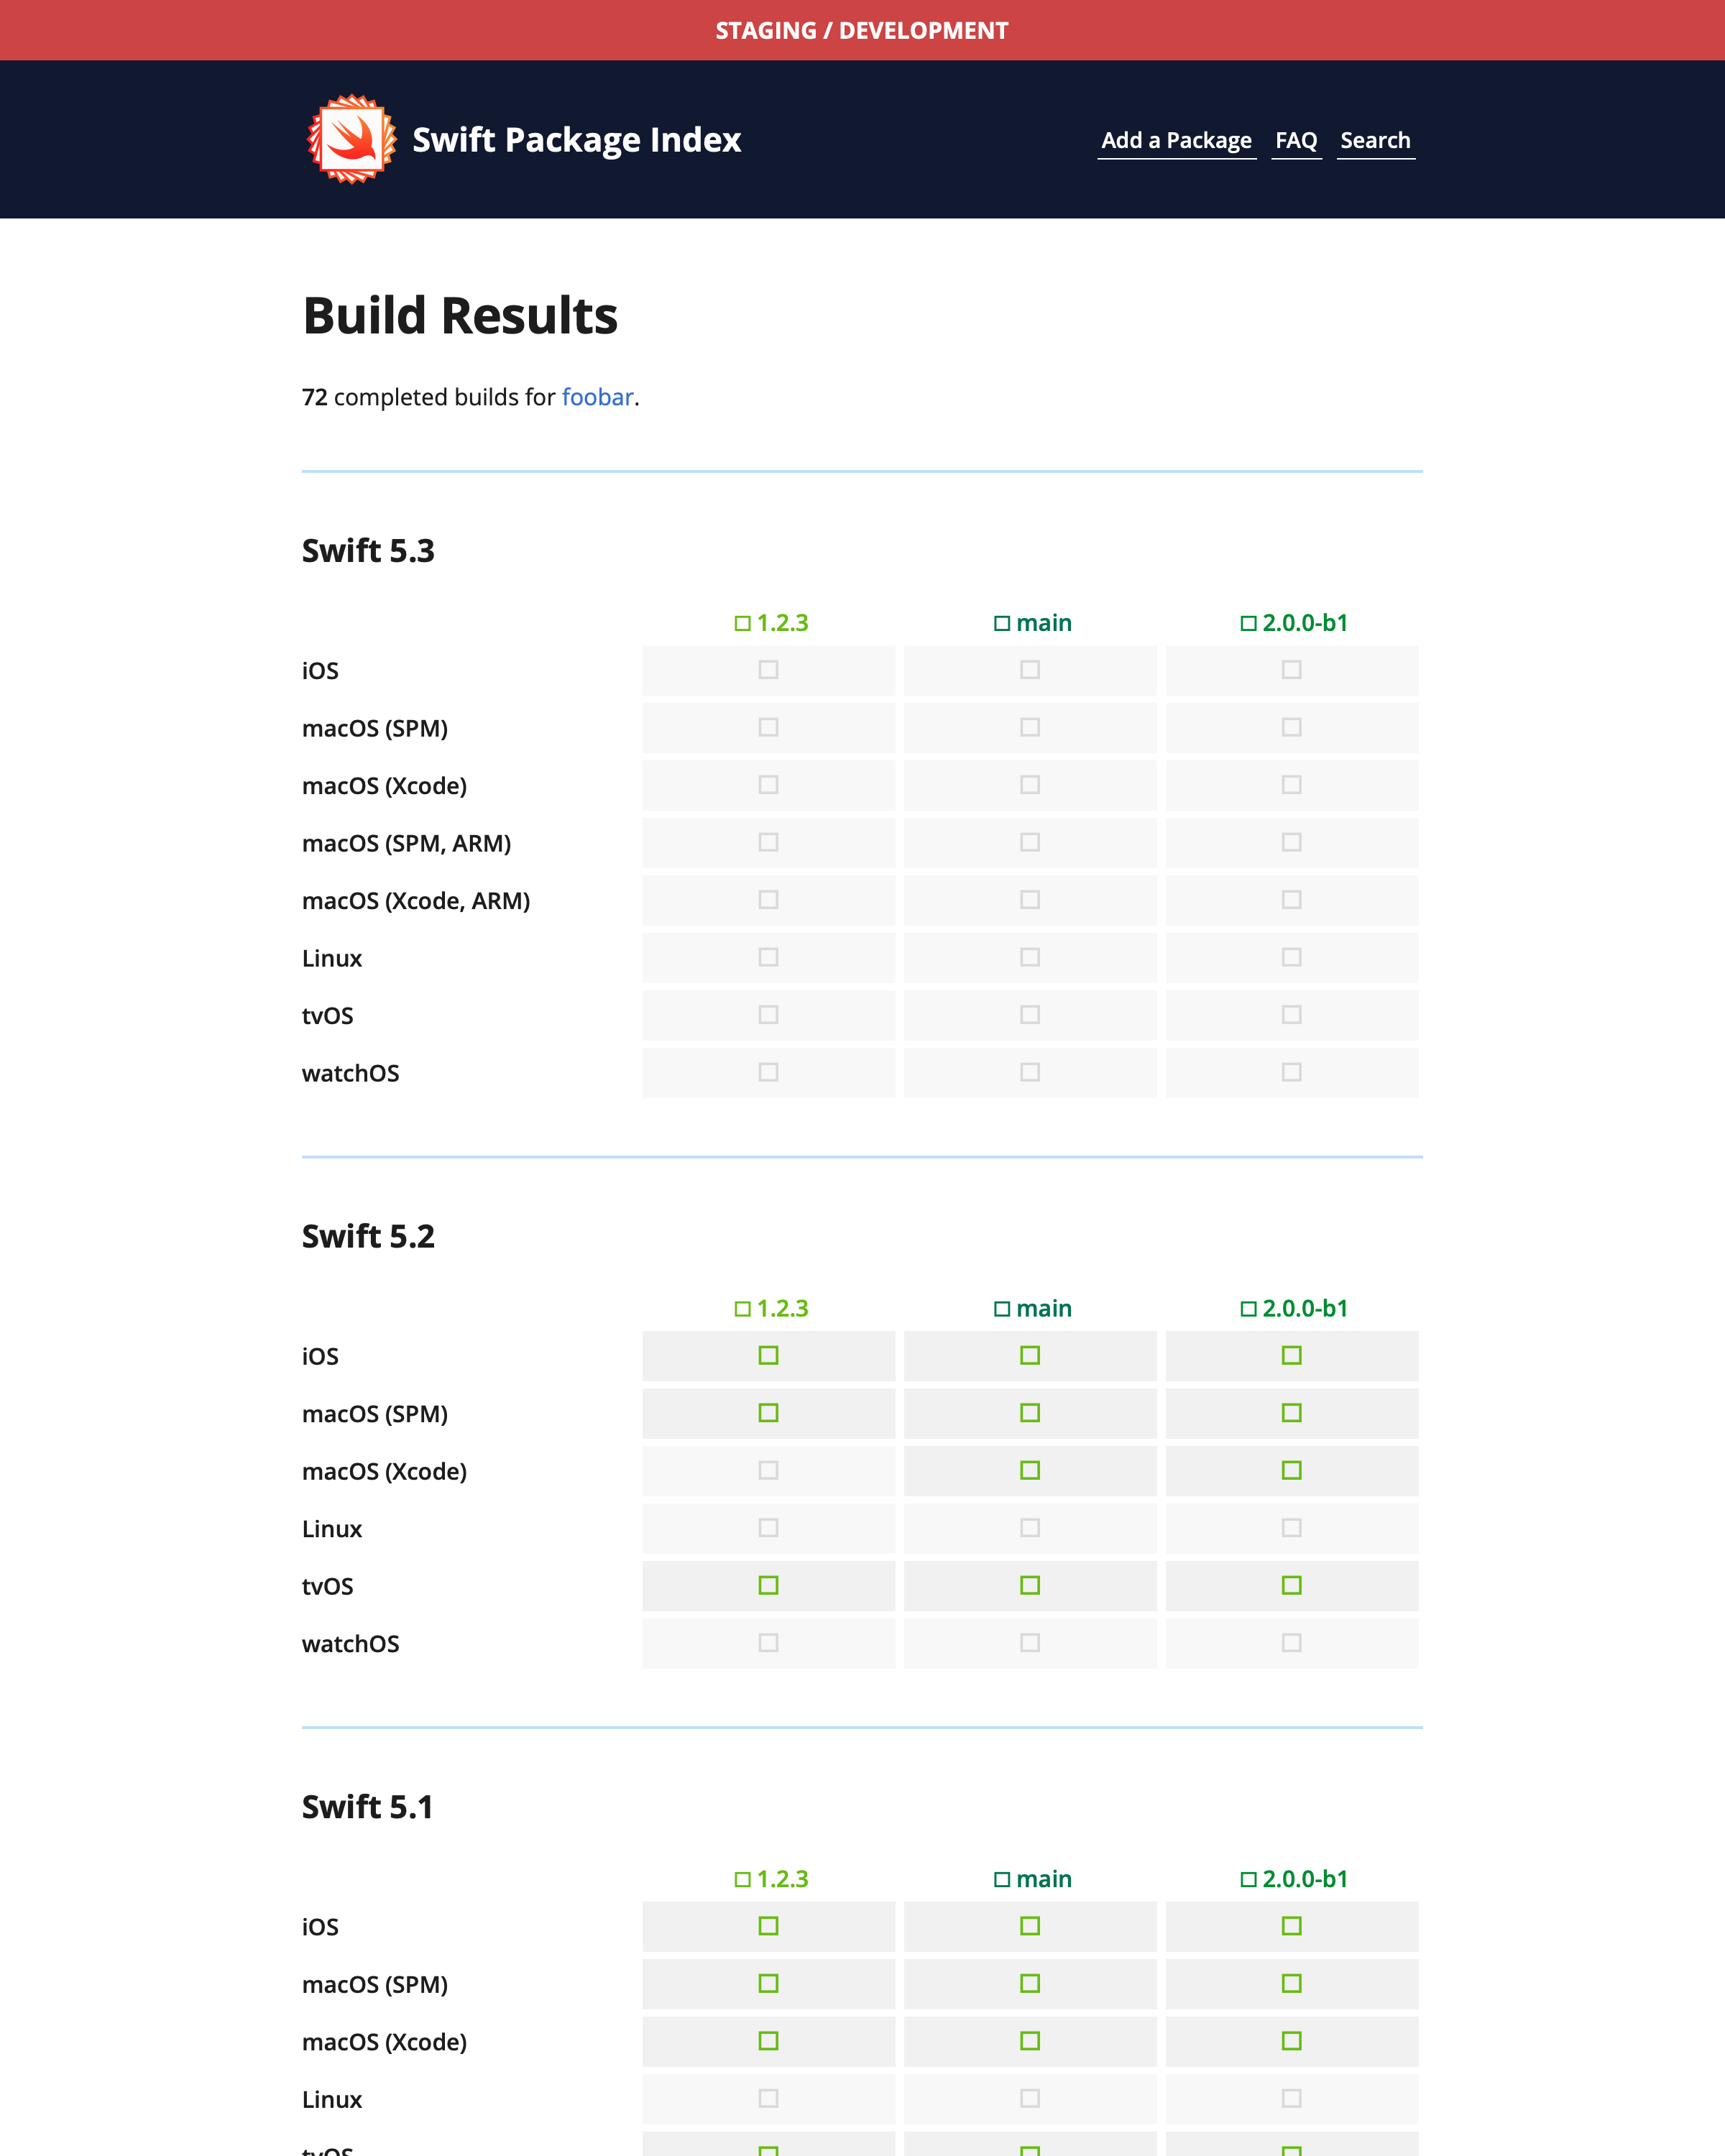 STAGING / DEVELOPMENT
Swift Package Index
Add a Package FAQ Search
Build Results
72 completed builds for foobar.
Swift 5.3
1.2.3 main 2.0.0-b1
iOS
macOS (SPM)
macOS (Xcode)
macOS (SPM, ARM)
macOS (Xcode, ARM)
Linux
tvOS
watchOS
Swift 5.2
1.2.3 main 2.0.0-b1
iOS
macOS (SPM)
macOS (Xcode)
Linux
tvOS
watchOS
Swift 5.1
1.2.3 main 2.0.0-b1
iOS
macOS (SPM)
macOS (Xcode)
Linux
tvOS